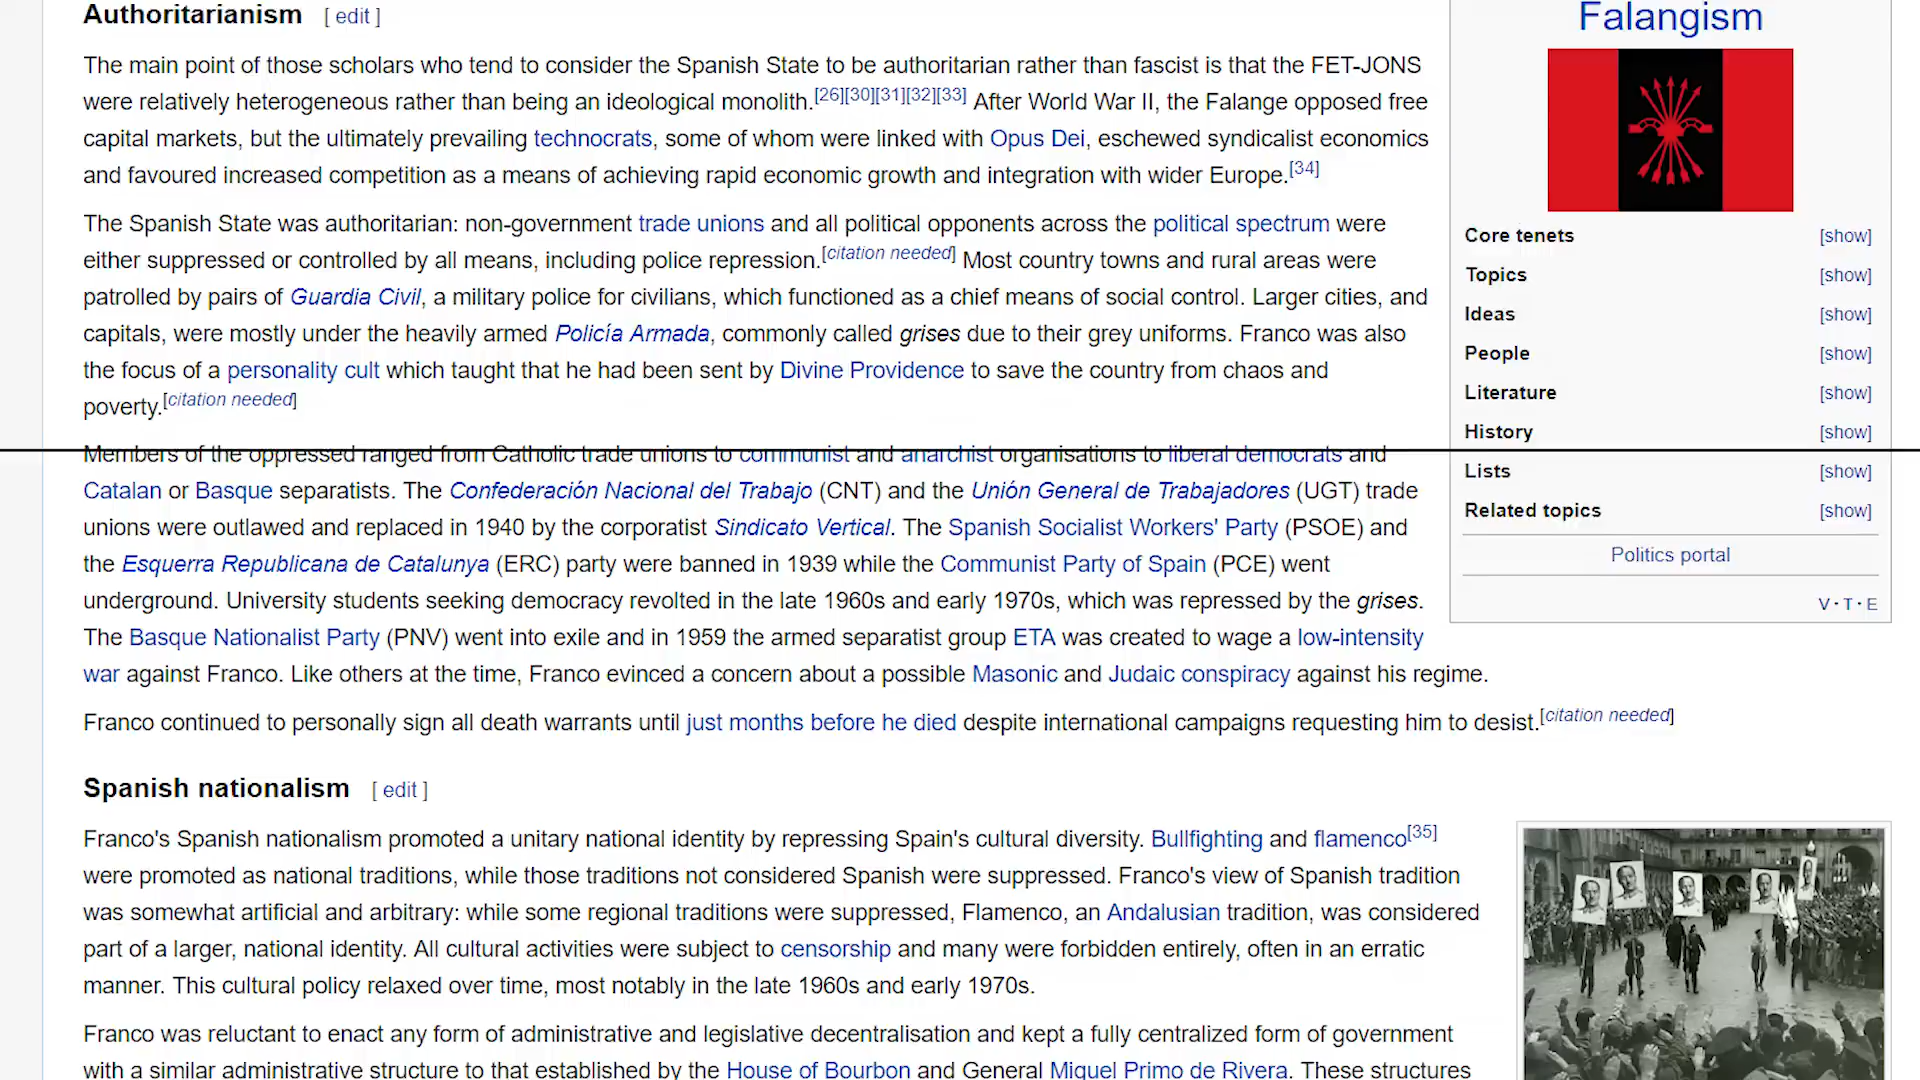 Authoritarianism [ edit ]
The main point of those scholars who tend to consider the Spanish State to be authoritarian rather than fascist is that the FET-JONS
were relatively heterogeneous rather than being an ideological monolith.[26][30][31][32][33] After World War II, the Falange opposed free
capital markets, but the ultimately prevailing technocrats, some of whom were linked with Opus Dei, eschewed syndicalist economics
and favoured increased competition as a means of achieving rapid economic growth and integration with wider Europe.[34]
The Spanish State was authoritarian: non-government trade unions and all political opponents across the political spectrum were
either suppressed or controlled by all means, including police repression.[citation needed] Most country towns and rural areas were
patrolled by pairs of Guardia Civil, a military police for civilians, which functioned as a chief means of social control. Larger cities, and
capitals, were mostly under the heavily armed Policía Armada, commonly called grises due to their grey uniforms. Franco was also
the focus of a personality cult which taught that he had been sent by Divine Providence to save the country from chaos and
poverty.[citation needed]
Members of the oppressed ranged from Catholic trade unions to communist and anarchist organisations to liberal democrats and
Catalan or Basque separatists. The Confederación Nacional del Trabajo (CNT) and the Unión General de Trabajadores (UGT) trade
unions were outlawed and replaced in 1940 by the corporatist Sindicato Vertical. The Spanish Socialist Workers' Party (PSOE) and
the Esquerra Republicana de Catalunya (ERC) party were banned in 1939 while the Communist Party of Spain (PCE) went
underground. University students seeking democracy revolted in the late 1960s and early 1970s, which was repressed by the grises.
The Basque Nationalist Party (PNV) went into exile and in 1959 the armed separatist group ETA was created to wage a low-intensity
war against Franco. Like others at the time, Franco evinced a concern about a possible Masonic and Judaic conspiracy against his regime.
Franco continued to personally sign all death warrants until just months before he died despite international campaigns requesting him to desist.[citation needed]
Spanish nationalism [ edit ]
Franco's Spanish nationalism promoted a unitary national identity by repressing Spain's cultural diversity. Bullfighting and flamenco[35]
were promoted as national traditions, while those traditions not considered Spanish were suppressed. Franco's view of Spanish tradition
was somewhat artificial and arbitrary: while some regional traditions were suppressed, Flamenco, an Andalusian tradition, was considered
part of a larger, national identity. All cultural activities were subject to censorship and many were forbidden entirely, often in an erratic
manner. This cultural policy relaxed over time, most notably in the late 1960s and early 1970s.
Franco was reluctant to enact any form of administrative and legislative decentralisation and kept a fully centralized form of government
with a similar administrative structure to that established by the House of Bourbon and General Miguel Primo de Rivera. These structures
Falangism
Core tenets [show]
Topics [show]
Ideas [show]
People [show]
Literature [show]
History [show]
Lists [show]
Related topics [show]
Politics portal
V · T · E